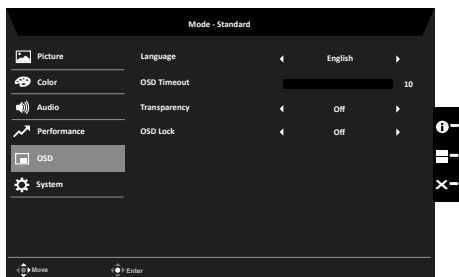 Mode - Standard
Picture
Language
English
Color
OSD Timeout
10
Audio
Transparency
Off
Performance
OSD Lock
Off
OSD
System
Move
Enter